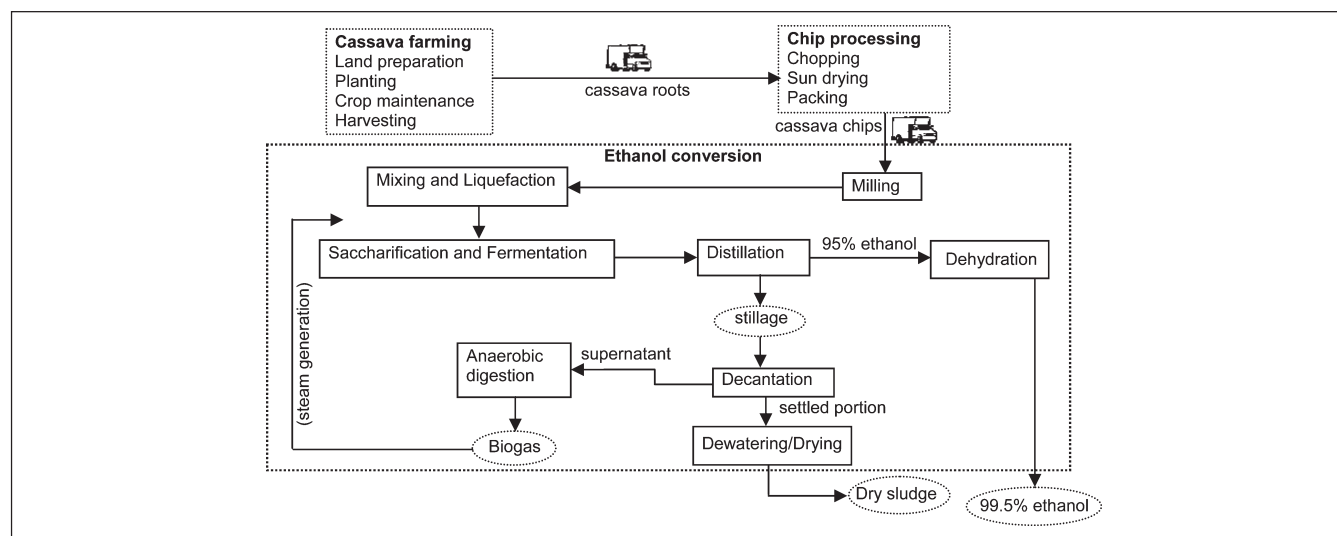 Cassava farming
Land preparation
Planting
Crop maintenance
Harvesting
cassava roots
Chip processing
Chopping
Sun drying
Packing
cassava chips
Ethanol conversion
Milling
Mixing and Liquefaction
Saccharification and Fermentation
Distillation
95% ethanol
Dehydration
stillage
(steam generation)
Anaerobic
digestion
supernatant
Decantation
settled portion
Biogas
Dewatering/Drying
Dry sludge
99.5% ethanol